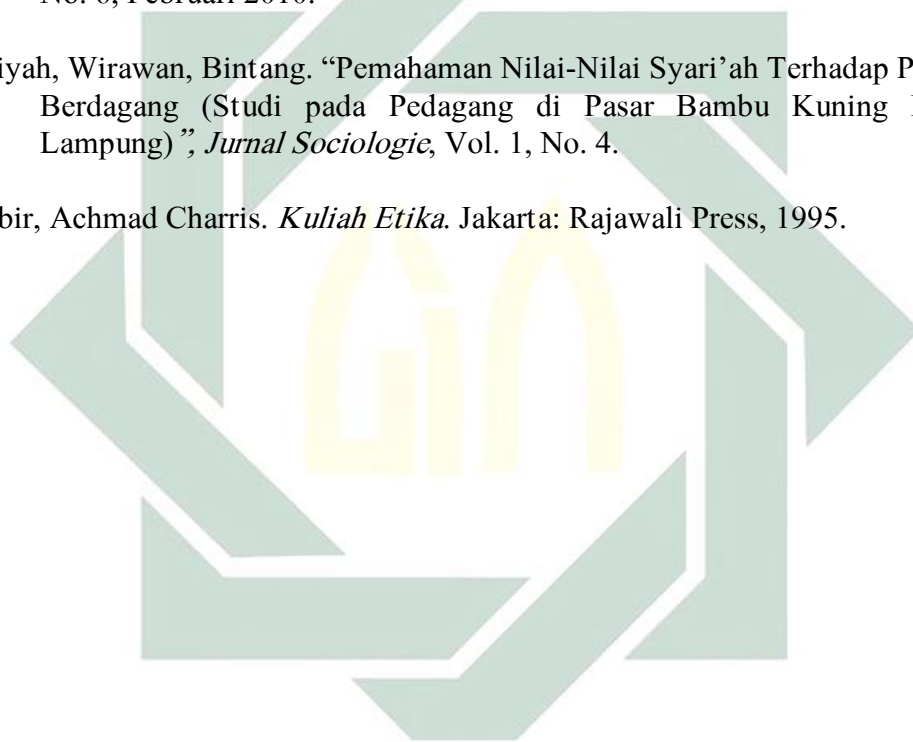 No. 6, Februari 2010.
iyah, Wirawan, Bintang. “Pemahaman Nilai-Nilai Syari’ah Terhadap P
Berdagang (Studi pada Pedagang di Pasar Bambu Kuning
Lampung)”, Jurnal Sociologie, Vol. 1, No. 4.
bir, Achmad Charris. Kuliah Etika. Jakarta: Rajawali Press, 1995.